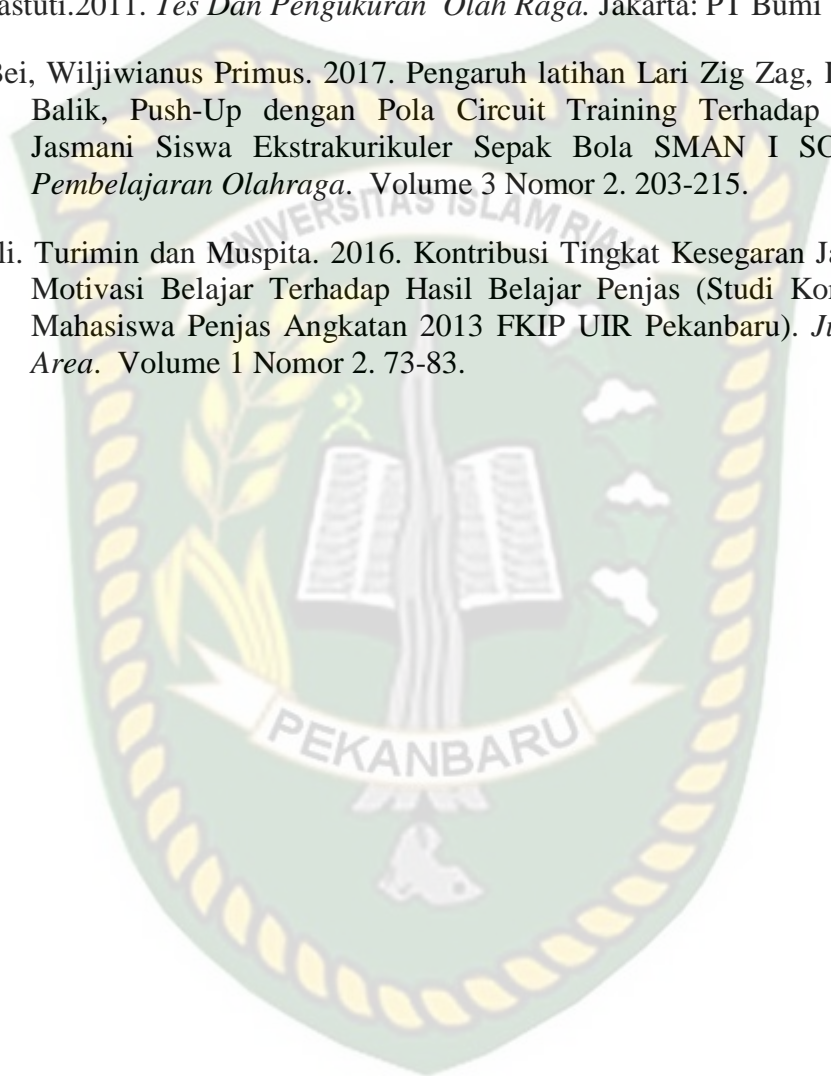 astuti.2011. Tes Dan Pengukuran Olah Raga. Jakarta: PT Bumi
Bei, Wiljiwianus Primus. 2017. Pengaruh latihan Lari Zig Zag,
Balik, Push-Up dengan Pola Circuit Training Terhadap
Jasmani Siswa Ekstrakurikuler Sepak Bola SMAN I
Pembelajaran Olahraga. Volume 3 Nomor 2. 203-215.
li. Turimin dan Muspita. 2016. Kontribusi Tingkat Kesegaran
Motivasi Belajar Terhadap Hasil Belajar Penjas (Studi
Mahasiswa Penjas Angkatan 2013 FKIP UIR Pekanbaru).
Area. Volume 1 Nomor 2. 73-83.
UNIVERSITAS ISLAM RIAU
PEKANBARU